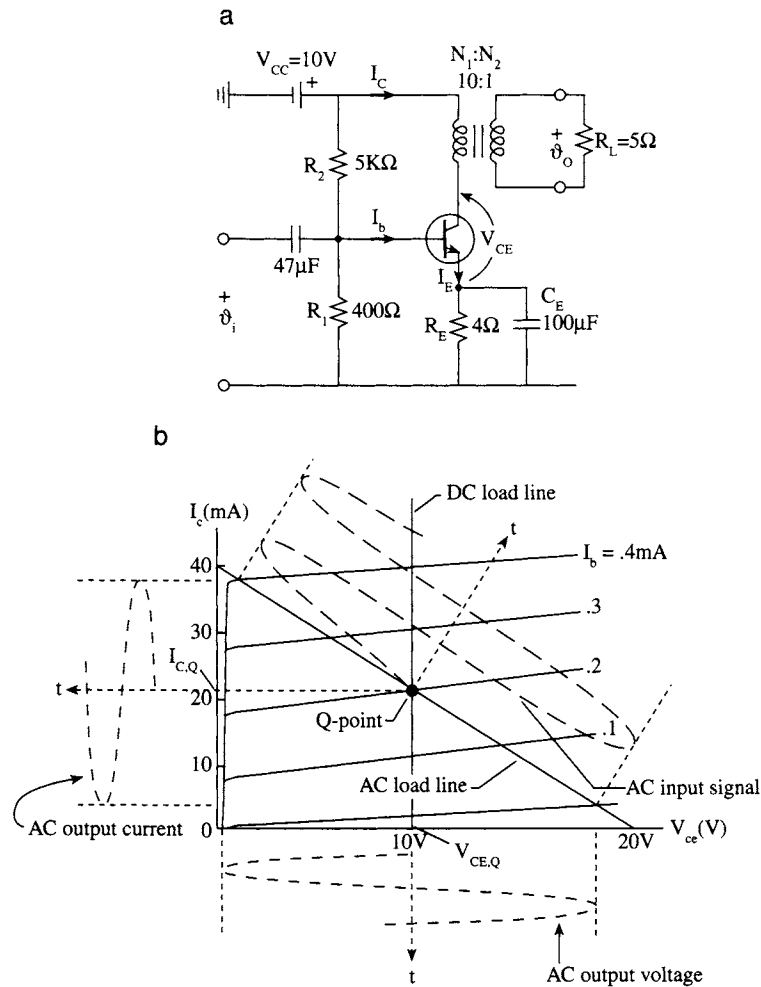 a
V_CC=10V
+
I_C
N_1:N_2
10:1
R_2
5KΩ
+
ϑ_O
R_L=5Ω
I_b
V_CE
47μF
I_E
+
ϑ_i
R_1
400Ω
R_E
4Ω
C_E
100μF
b
I_c(mA)
DC load line
t
40
I_b = .4mA
30
.3
I_C,Q
.2
t
20
Q-point
.1
10
AC load line
AC input signal
AC output current
0
10V
V_CE,Q
20V
V_ce(V)
t
AC output voltage